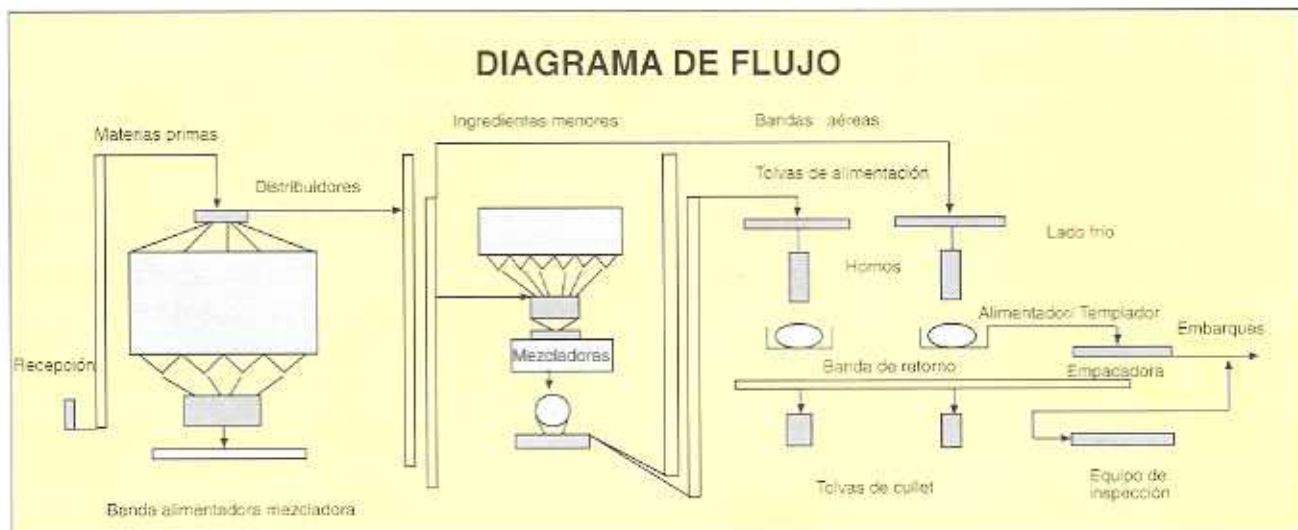 DIAGRAMA DE FLUJO
Ingredientes menores
Bandas aéreas
Materias primas
Tolvas de alimentación
Distribuidores
Lado frío
Hornos
Alimentador/ Templador
Embarques
Mezcladoras
Recepción
Banda de retorno
Empacadora
Tolvas de cullet
Equipo de
inspección
Banda alimentadora mezcladora